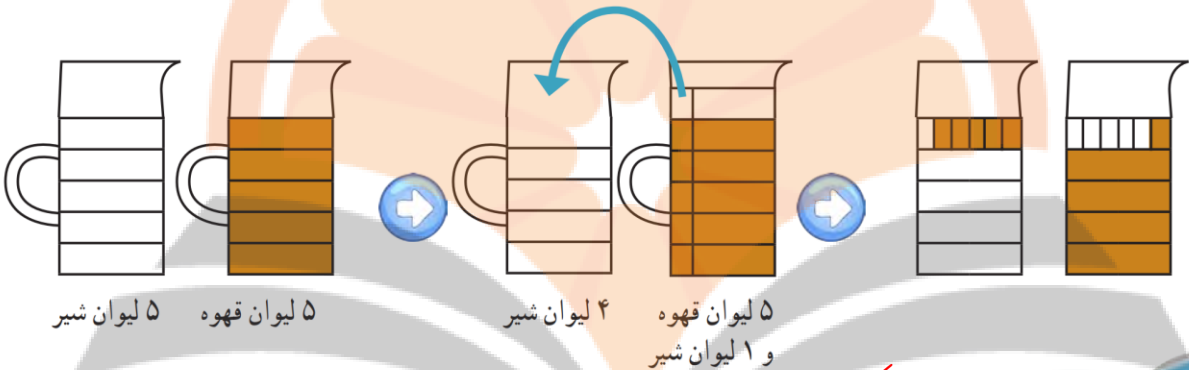 ۵ لیوان شیر
۵ لیوان قهوه
۴ لیوان شیر
۵ لیوان قهوه
و ۱ لیوان شیر